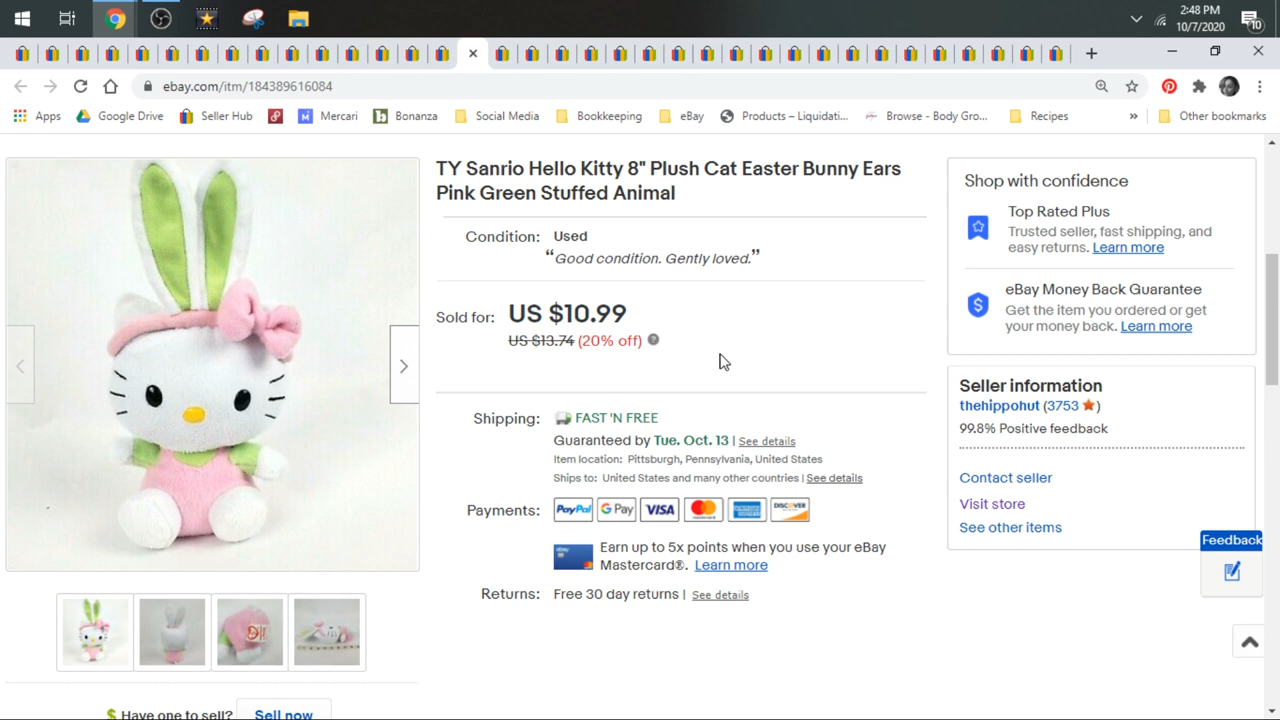 2:48 PM
10/7/2020
10
ebay.com/itm/184389616084
Apps Google Drive Seller Hub Mercari Bonanza Social Media Bookkeeping eBay Products – Liquidati... Browse - Body Gro... Recipes » Other bookmarks
TY Sanrio Hello Kitty 8" Plush Cat Easter Bunny Ears
Pink Green Stuffed Animal
Condition: Used
“Good condition. Gently loved.”
Sold for: US $10.99
US $13.74 (20% off) ?
Shipping: FAST 'N FREE
Guaranteed by Tue. Oct. 13 | See details
Item location: Pittsburgh, Pennsylvania, United States
Ships to: United States and many other countries | See details
Payments: PayPal G Pay VISA DISCOVER
Earn up to 5x points when you use your eBay
Mastercard®. Learn more
Returns: Free 30 day returns | See details
Shop with confidence
Top Rated Plus
Trusted seller, fast shipping, and
easy returns. Learn more
eBay Money Back Guarantee
Get the item you ordered or get
your money back. Learn more
Seller information
thehippohut (3753 ★)
99.8% Positive feedback
Contact seller
Visit store
See other items
Feedback
$ Have one to sell? Sell now